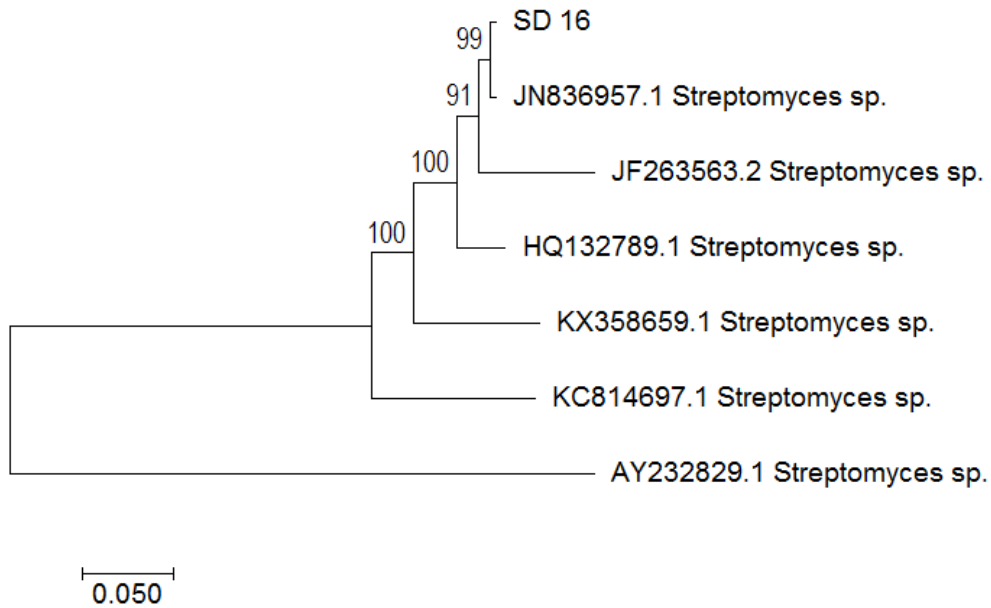 SD 16
99
JN836957.1 Streptomyces sp.
91
JF263563.2 Streptomyces sp.
100
HQ132789.1 Streptomyces sp.
100
KX358659.1 Streptomyces sp.
KC814697.1 Streptomyces sp.
AY232829.1 Streptomyces sp.
0.050